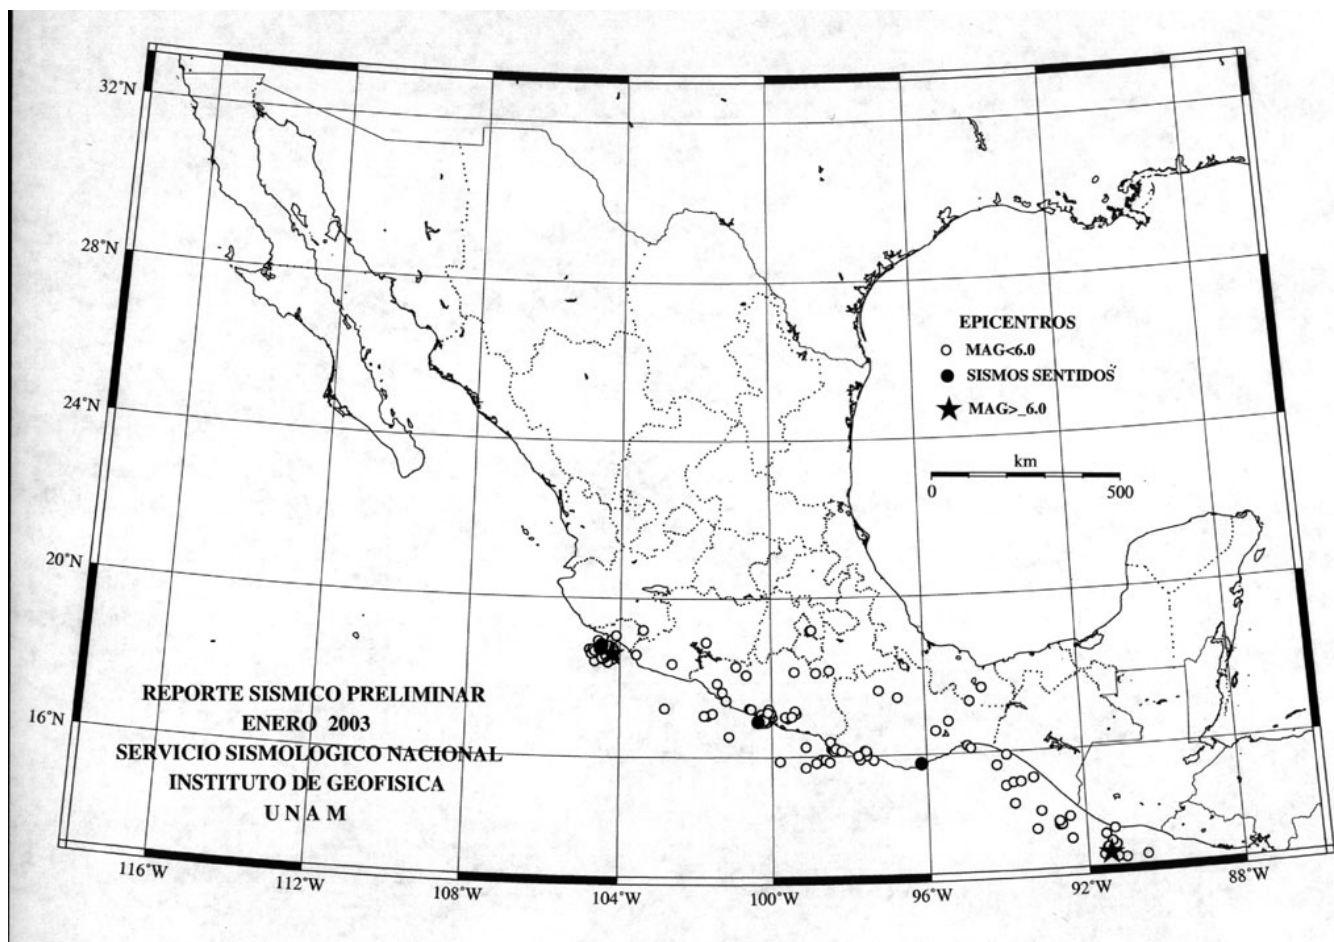 32°N
28°N
24°N
20°N
16°N
EPICENTROS
MAG<6.0
SISMOS SENTIDOS
MAG>_6.0
km
0 500
REPORTE SISMICO PRELIMINAR
ENERO 2003
SERVICIO SISMOLOGICO NACIONAL
INSTITUTO DE GEOFISICA
U N A M
116°W
112°W
108°W
104°W
100°W
96°W
92°W
88°W